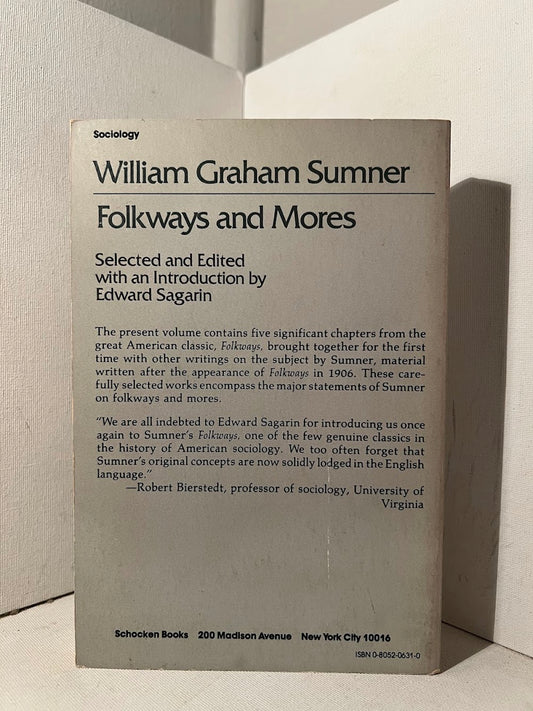 Sociology
William Graham Sumner
Folkways and Mores
Selected and Edited
with an Introduction by
Edward Sagarin
The present volume contains five significant chapters from the
great American classic, Folkways, brought together for the first
time with other writings on the subject by Sumner, material
written after the appearance of Folkways in 1906. These care-
fully selected works encompass the major statements of Sumner
on folkways and mores.
"We are all indebted to Edward Sagarin for introducing us once
again to Sumner's Folkways, one of the few genuine classics in
the history of American sociology. We too often forget that
Sumner's original concepts are now solidly lodged in the English
language."
—Robert Bierstedt, professor of sociology, University of
Virginia
Schocken Books 200 Madison Avenue New York City 10016
ISBN 0-8052-0631-0